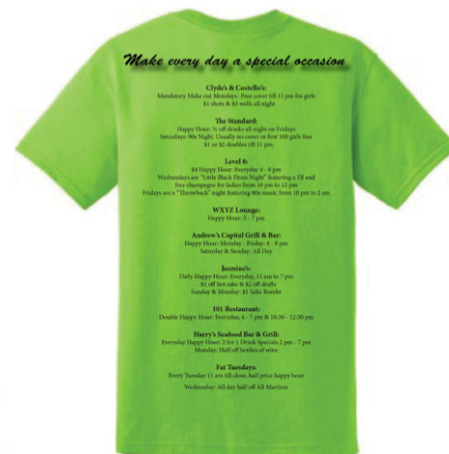 Make every day a special occasion
Clyde's & Costello's:
Mandatory Make out Mondays: Free cover till 11 pm for girls
$1 shots & $3 wells all night
The Standard:
Happy Hour: ½ off drinks all night on Fridays
Saturdays: 90s Night. Usually no cover or first 100 girls free
$1 or $2 doubles till 11 pm.
Level 8:
$4 Happy Hour: Everyday 4 - 8 pm
Wednesdays are "Little Black Dress Night" featuring a DJ and
free champagne for ladies from 10 pm to 12 pm
Fridays are a "Throwback" night featuring 80s music from 10 pm to 2 am
WXYZ Lounge:
Happy Hour: 5 - 7 pm
Andrew's Capital Grill & Bar:
Happy Hour: Monday - Friday: 4 - 8 pm
Saturday & Sunday: All Day
Jasmine's:
Daily Happy Hour: Everyday, 11 am to 7 pm
$1 off hot sake & $2 off drafts
Sunday & Monday: $1 Sake Bombs
101 Restaurant:
Double Happy Hour: Everyday, 4 - 7 pm & 10:30 - 12:30 pm
Harry's Seafood Bar & Grill:
Everyday Happy Hour: 2 for 1 Drink Specials 2 pm - 7 pm
Monday: Half off bottles of wine
Fat Tuesdays:
Every Tuesday 11 am till close, half price happy hour
Wednesday: All day half off All Martinis